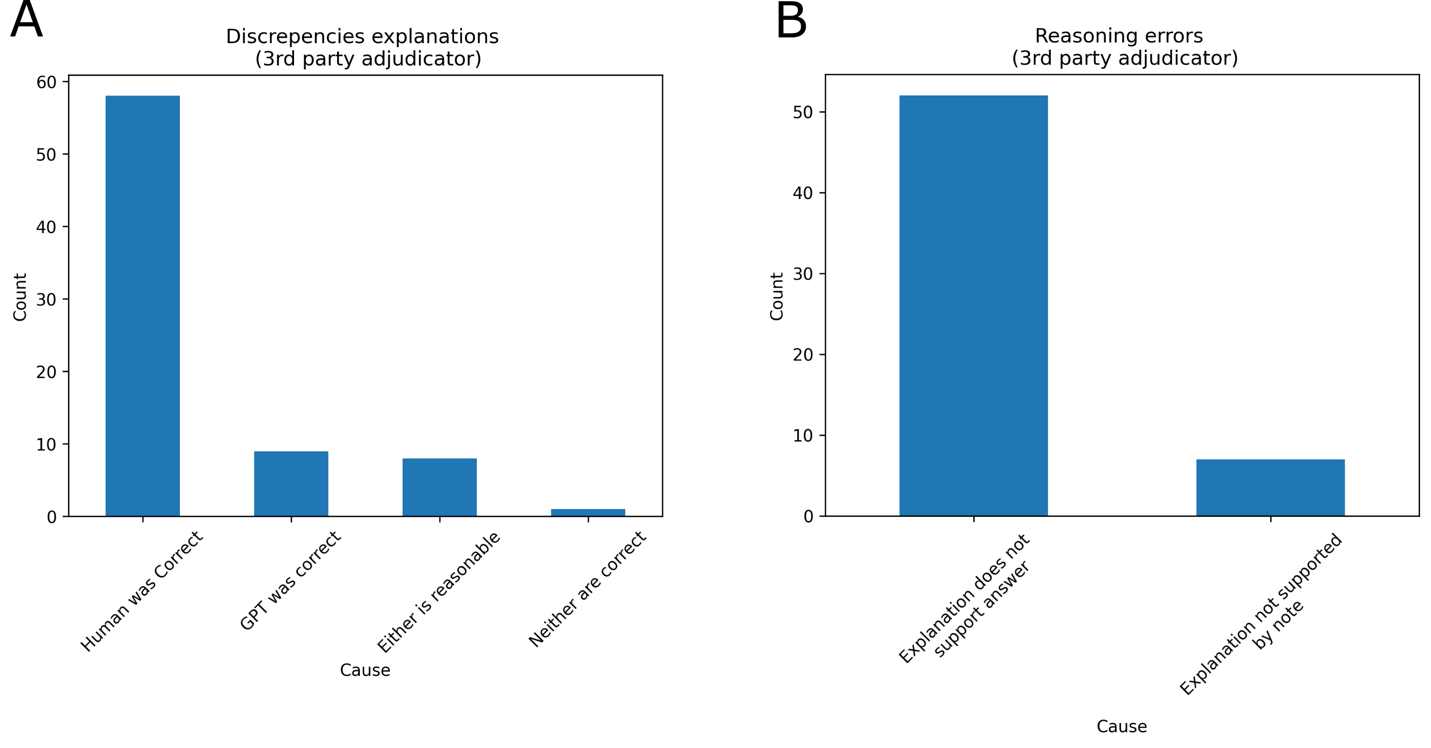 A
Discrepencies explanations
(3rd party adjudicator)
60
50
40
30
20
10
0
Count
Human was Correct
GPT was correct
Either is reasonable
Neither are correct
Cause
B
Reasoning errors
(3rd party adjudicator)
50
40
30
20
10
0
Count
Explanation does not
support answer
Explanation not supported
by note
Cause